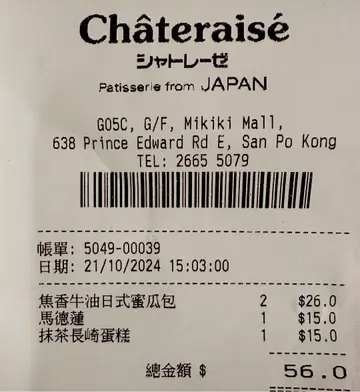 Châteraisé
シャトレーゼ
Patisserie from JAPAN
G05C, G/F, Mikiki Mall,
638 Prince Edward Rd E, San Po Kong
TEL: 2665 5079
帳單: 5049-00039
日期: 21/10/2024 15:03:00
焦香牛油日式蜜瓜包 2 $26.0
馬德蓮 1 $15.0
抹茶長崎蛋糕 1 $15.0
總金額 $ 56.0